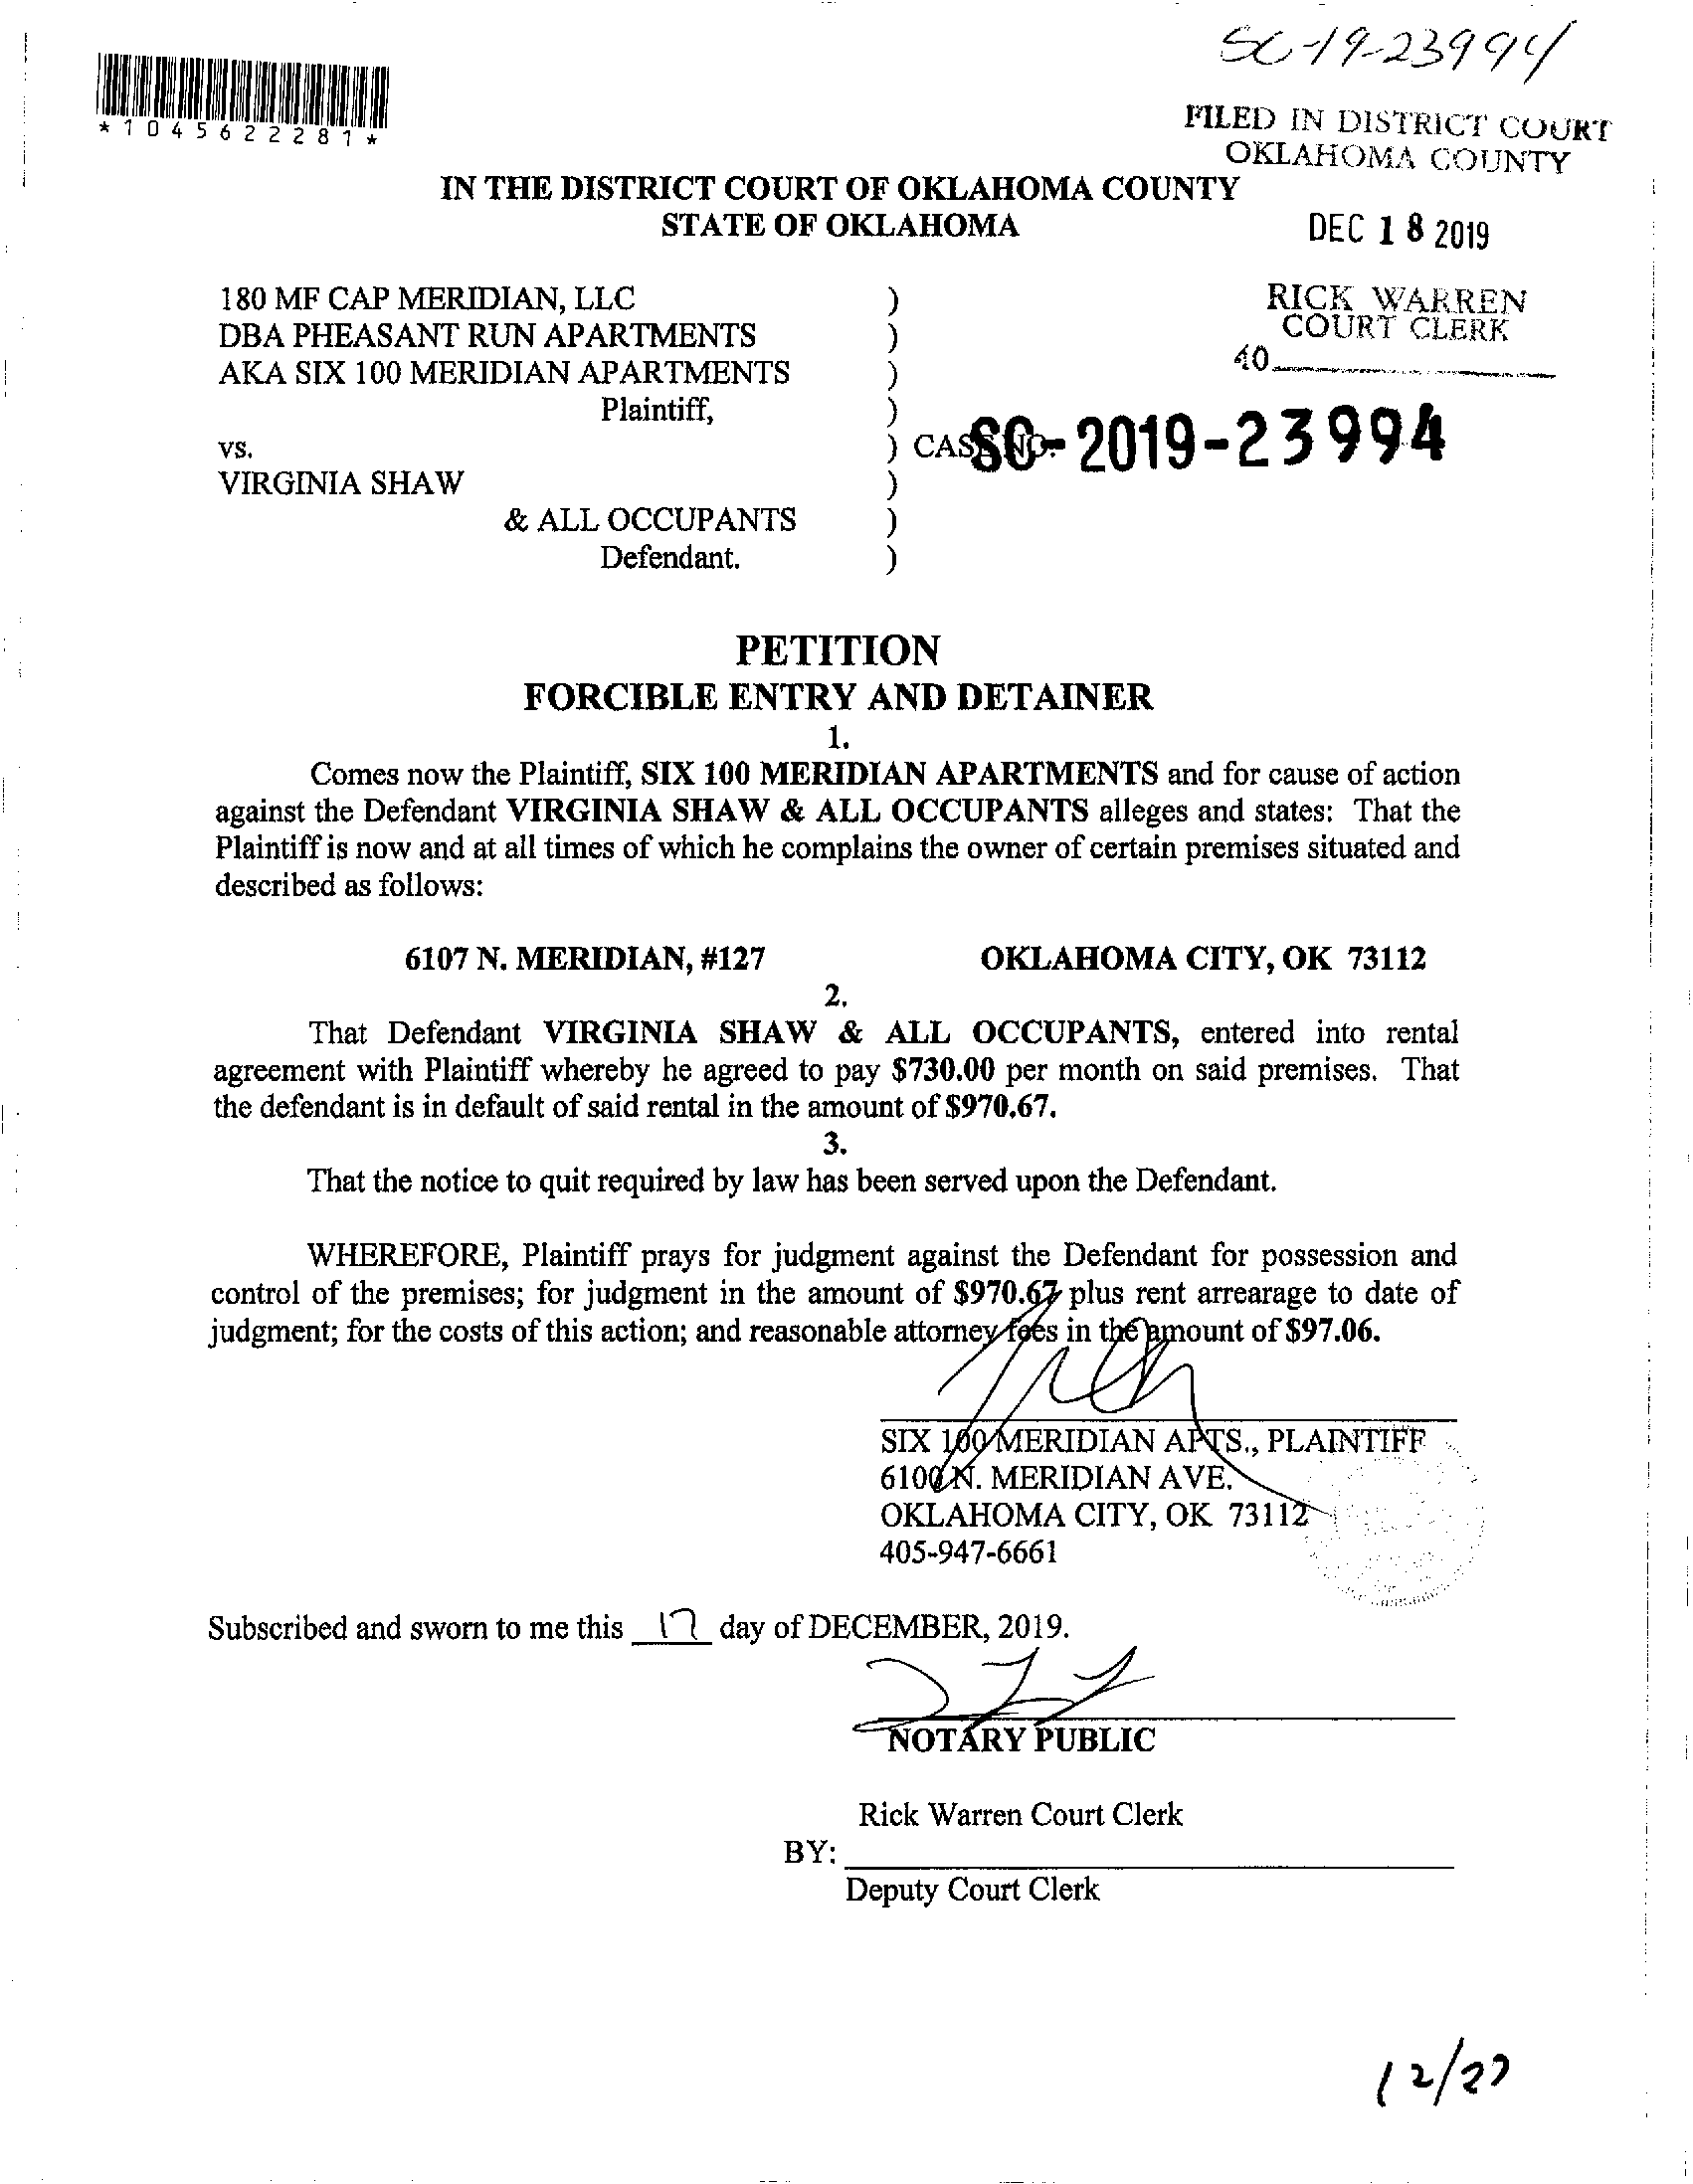 SC-19-23994
*1045622281*
FILED IN DISTRICT COURT
OKLAHOMA COUNTY
IN THE DISTRICT COURT OF OKLAHOMA COUNTY
STATE OF OKLAHOMA
DEC 18 2019
180 MF CAP MERIDIAN, LLC )
DBA PHEASANT RUN APARTMENTS )
AKA SIX 100 MERIDIAN APARTMENTS )
Plaintiff, )
RICK WARREN
COURT CLERK
40
vs. ) CASE NO. SC-2019-23994
VIRGINIA SHAW )
& ALL OCCUPANTS )
Defendant. )
PETITION
FORCIBLE ENTRY AND DETAINER
1.
Comes now the Plaintiff, SIX 100 MERIDIAN APARTMENTS and for cause of action
against the Defendant VIRGINIA SHAW & ALL OCCUPANTS alleges and states: That the
Plaintiff is now and at all times of which he complains the owner of certain premises situated and
described as follows:
6107 N. MERIDIAN, #127 OKLAHOMA CITY, OK 73112
2.
That Defendant VIRGINIA SHAW & ALL OCCUPANTS, entered into rental
agreement with Plaintiff whereby he agreed to pay $730.00 per month on said premises. That
the defendant is in default of said rental in the amount of $970.67.
3.
That the notice to quit required by law has been served upon the Defendant.
WHEREFORE, Plaintiff prays for judgment against the Defendant for possession and
control of the premises; for judgment in the amount of $970.67 plus rent arrearage to date of
judgment; for the costs of this action; and reasonable attorney fees in the amount of $97.06.
SIX 100 MERIDIAN APTS., PLAINTIFF
6100 N. MERIDIAN AVE.
OKLAHOMA CITY, OK 73112
405-947-6661
Subscribed and sworn to me this 17 day of DECEMBER, 2019.
NOTARY PUBLIC
Rick Warren Court Clerk
BY:
Deputy Court Clerk
12/27